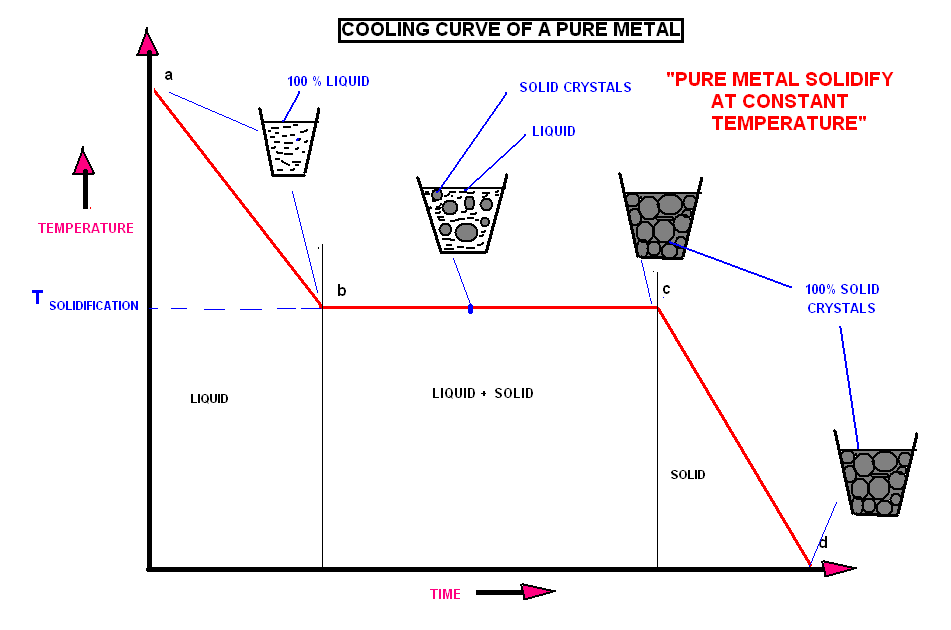 COOLING CURVE OF A PURE METAL
a
100 % LIQUID
SOLID CRYSTALS
LIQUID
"PURE METAL SOLIDIFY
AT CONSTANT
TEMPERATURE"
TEMPERATURE
T SOLIDIFICATION
b
c
100% SOLID
CRYSTALS
LIQUID
LIQUID + SOLID
SOLID
d
TIME